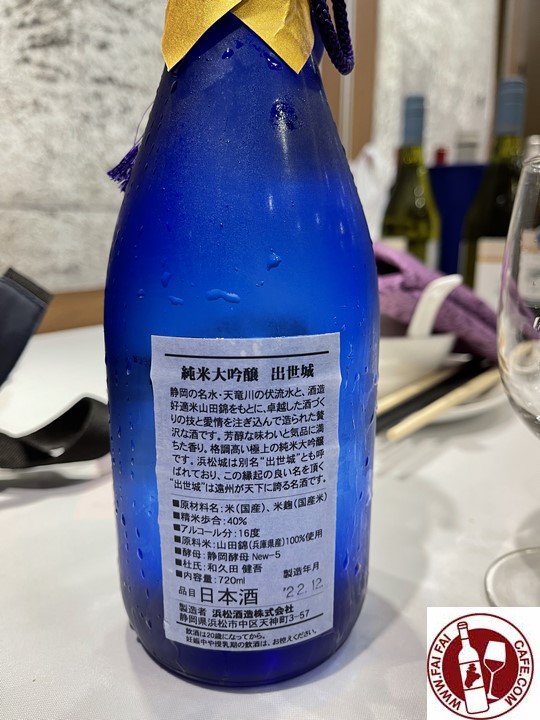 純米大吟醸　出世城
静岡の名水・天竜川の伏流水と、酒造
好適米山田錦をもとに、卓越した酒づく
りの技と愛情を注ぎ込んで造られた贅
沢な酒です。芳醇な味わいと気品に満
ちた香り。格調高い極上の純米大吟醸
です。浜松城は別名“出世城”とも呼
ばれており、この縁起の良い名を頂く
“出世城”は遠州が天下に誇る名酒です。
■原材料名：米（国産）、米麹（国産米）
■精米歩合：40%
■アルコール分：16度
■原料米：山田錦（兵庫県産）100%使用
■酵母：静岡酵母 New-5
■杜氏：和久田 健吾
■内容量：720ml　製造年月
品目 日本酒　'22.12
製造者 浜松酒造株式会社
静岡県浜松市中区天神町3-57
飲酒は20歳になってから。
妊娠中や授乳期の飲酒は、お控えください。
WWW.FAI FAI CAFE.COM